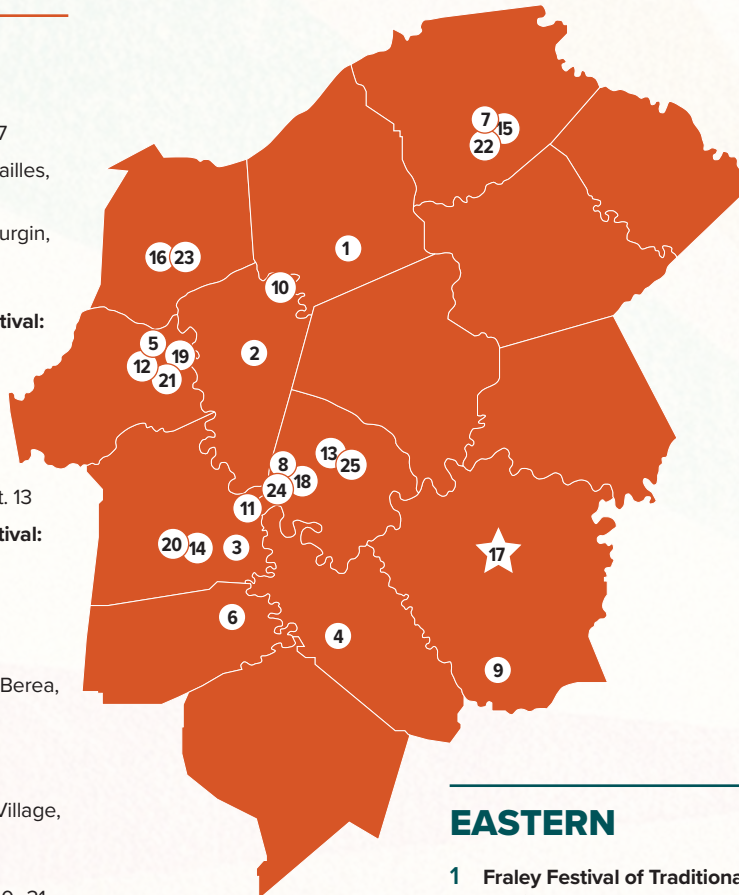 7
ailles,
urgin,
tival:
t. 13
tival:
Berea,
Village,
7
15
22
1
16 23
10
5
2
19
12
21
13
8
25
18
24
11
20 14 3
17
6
4
9
EASTERN
1 Fraley Festival of Traditiona